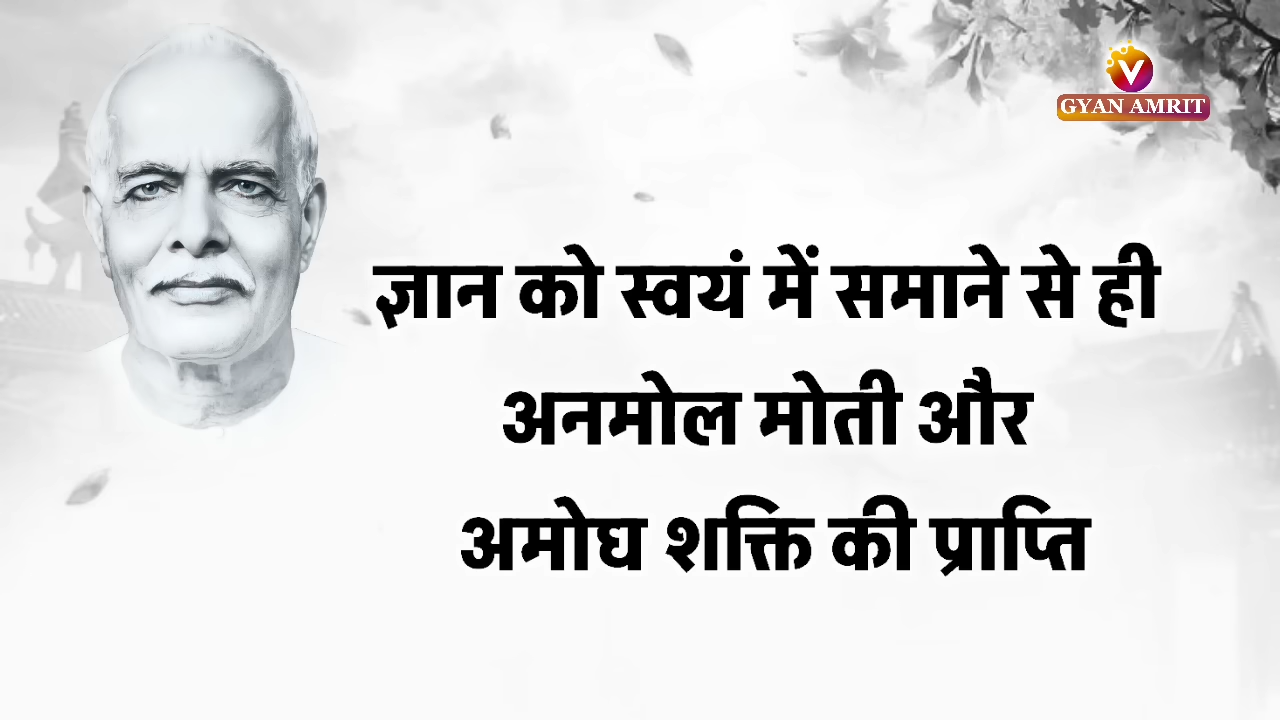 V
GYAN AMRIT
ज्ञान को स्वयं में समाने से ही
अनमोल मोती और
अमोघ शक्ति की प्राप्ति